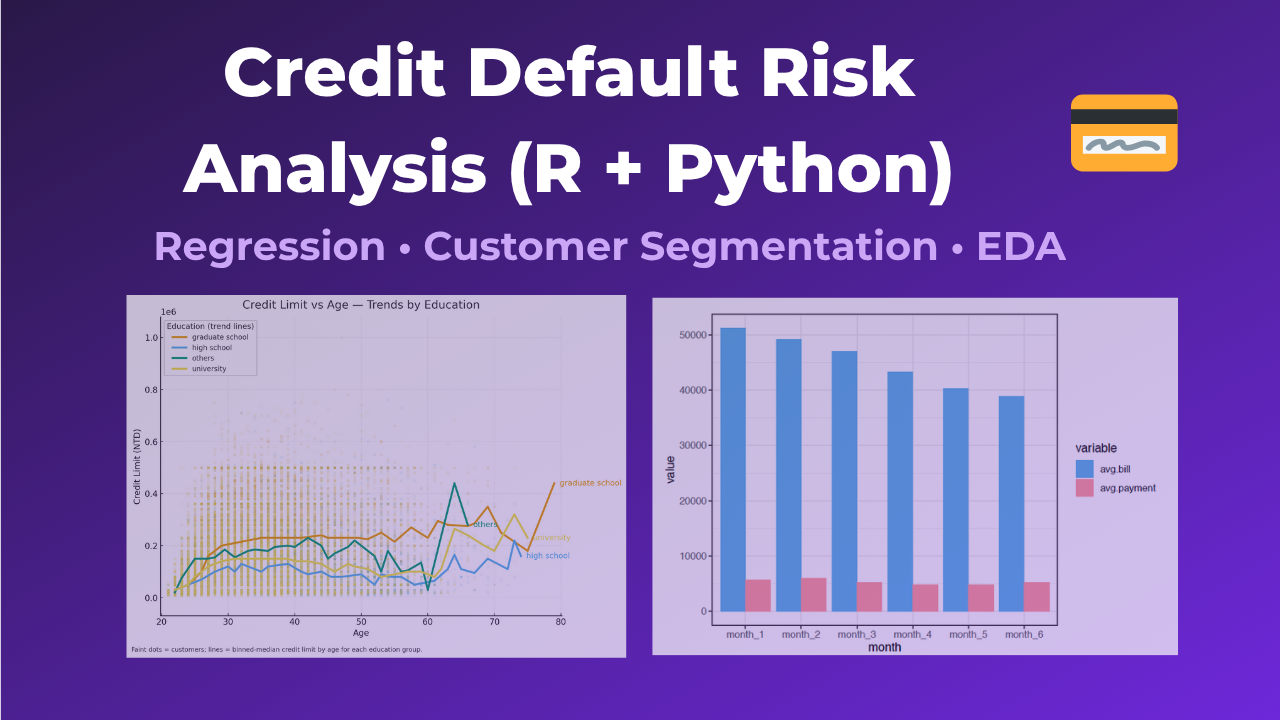 Credit Default Risk
Analysis (R + Python)
Regression • Customer Segmentation • EDA
Credit Limit vs Age — Trends by Education
1e6
Education (trend lines)
graduate school
high school
others
university
1.0
0.8
0.6
0.4
0.2
0.0
Credit Limit (NTD)
graduate school
others
university
high school
20 30 40 50 60 70 80
Age
Faint dots = customers; lines = binned-median credit limit by age for each education group.
50000
40000
30000
20000
10000
0
value
month_1 month_2 month_3 month_4 month_5 month_6
month
variable
avg.bill
avg.payment